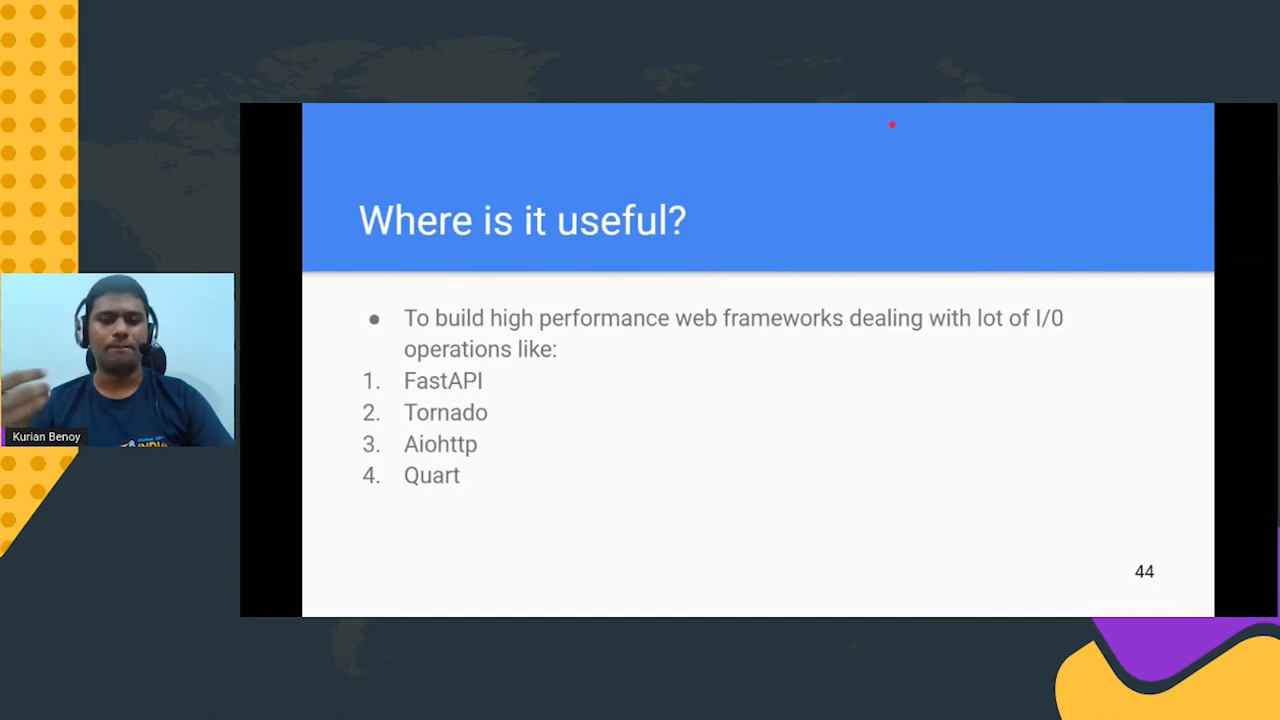 Where is it useful?
● To build high performance web frameworks dealing with lot of I/0
operations like:
1. FastAPI
2. Tornado
3. Aiohttp
4. Quart
44
Kurian Benoy